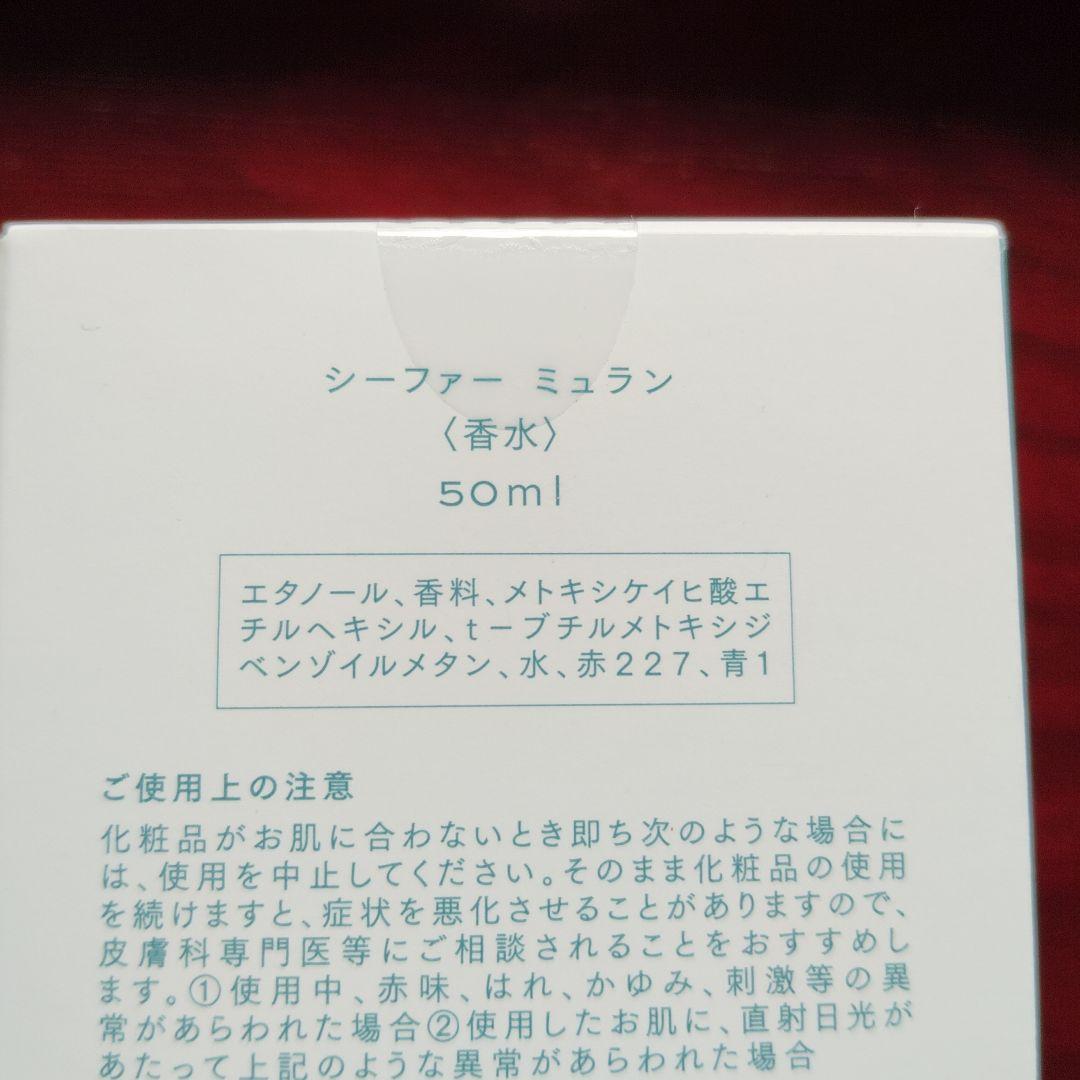 シーファー ミュラン
〈香水〉
50ml
エタノール、香料、メトキシケイヒ酸エ
チルヘキシル、tーブチルメトキシジ
ベンゾイルメタン、水、赤227、青1
ご使用上の注意
化粧品がお肌に合わないとき即ち次のような場合に
は、使用を中止してください。そのまま化粧品の使用
を続けますと、症状を悪化させることがありますので、
皮膚科専門医等にご相談されることをおすすめし
ます。①使用中、赤味、はれ、かゆみ、刺激等の異
常があらわれた場合②使用したお肌に、直射日光が
あたって上記のような異常があらわれた場合